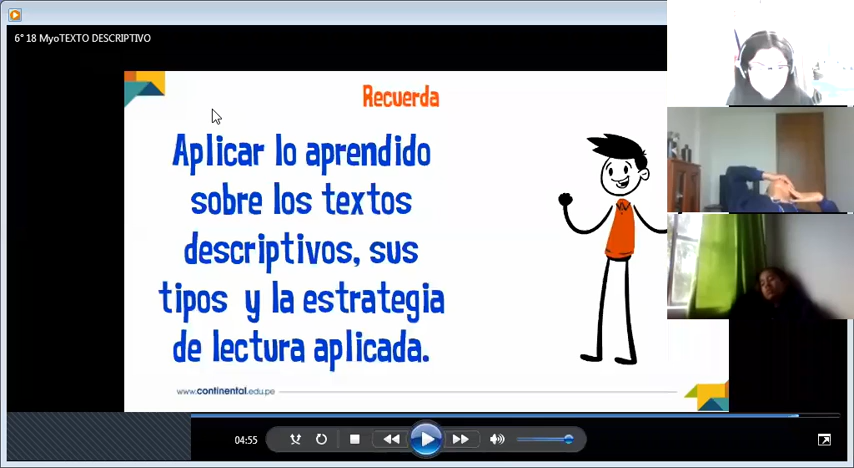 6° 18 MyoTEXTO DESCRIPTIVO
Recuerda
Aplicar lo aprendido
sobre los textos
descriptivos, sus
tipos y la estrategia
de lectura aplicada.
www.continental.edu.pe
04:55